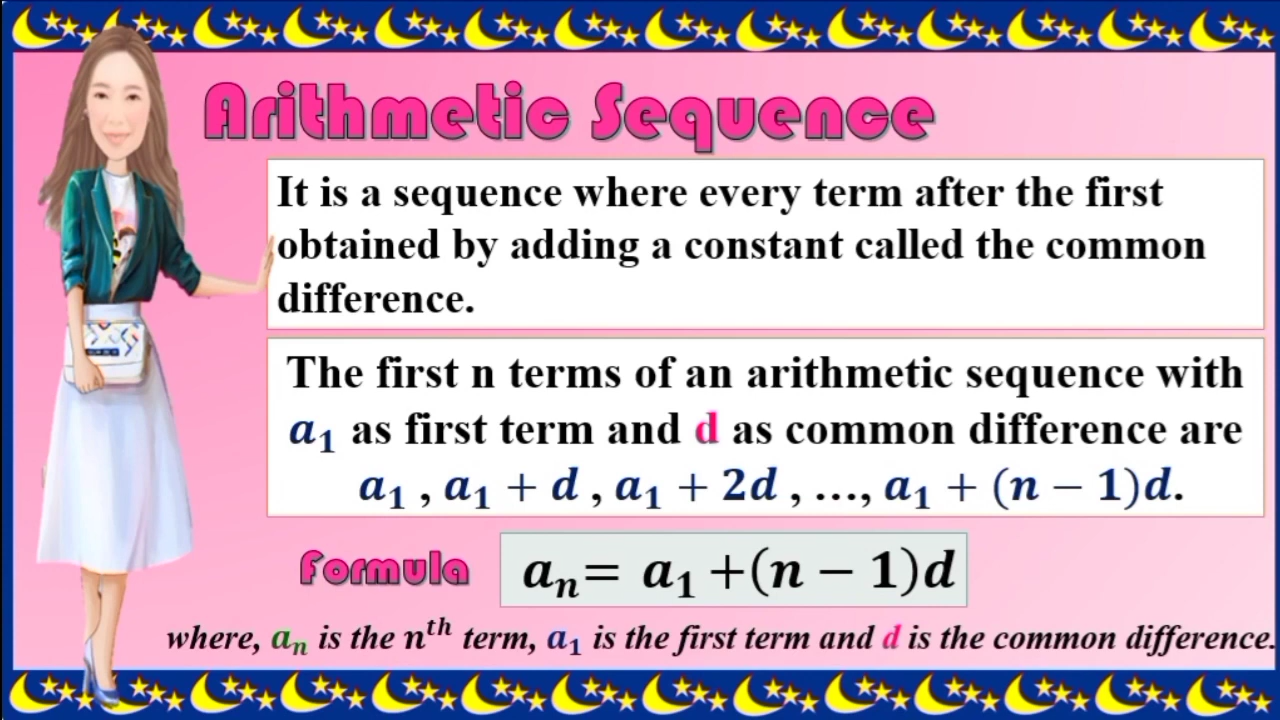 Arithmetic Sequence
It is a sequence where every term after the first
obtained by adding a constant called the common
difference.
The first n terms of an arithmetic sequence with
a₁ as first term and d as common difference are
a₁ , a₁ + d , a₁ + 2d , …, a₁ + (n − 1)d.
Formula aₙ= a₁ +(n − 1)d
where, aₙ is the nᵗʰ term, a₁ is the first term and d is the common difference.